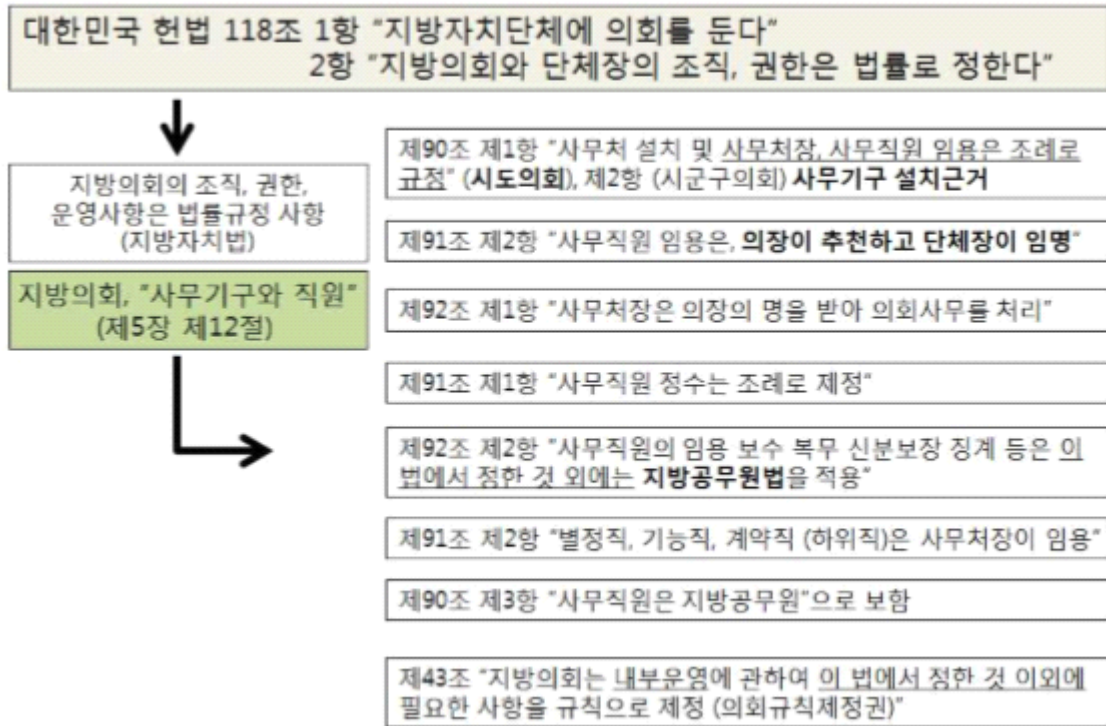 대한민국 헌법 118조 1항 “지방자치단체에 의회를 둔다”
2항 “지방의회와 단체장의 조직, 권한은 법률로 정한다”
지방의회의 조직, 권한,
운영사항은 법률규정 사항
(지방자치법)
지방의회, “사무기구와 직원”
(제5장 제12절)
제90조 제1항 “사무처 설치 및 사무처장, 사무직원 임용은 조례로
규정” (시도의회), 제2항 (시군구의회) 사무기구 설치근거
제91조 제2항 “사무직원 임용은, 의장이 추천하고 단체장이 임명”
제92조 제1항 “사무처장은 의장의 명을 받아 의회사무를 처리”
제91조 제1항 “사무직원 정수는 조례로 제정”
제92조 제2항 “사무직원의 임용 보수 복무 신분보장 징계 등은 이
법에서 정한 것 외에는 지방공무원법을 적용”
제91조 제2항 “별정직, 기능직, 계약직 (하위직)은 사무처장이 임용”
제90조 제3항 “사무직원은 지방공무원”으로 보함
제43조 “지방의회는 내부운영에 관하여 이 법에서 정한 것 이외에
필요한 사항을 규칙으로 제정 (의회규칙제정권)”